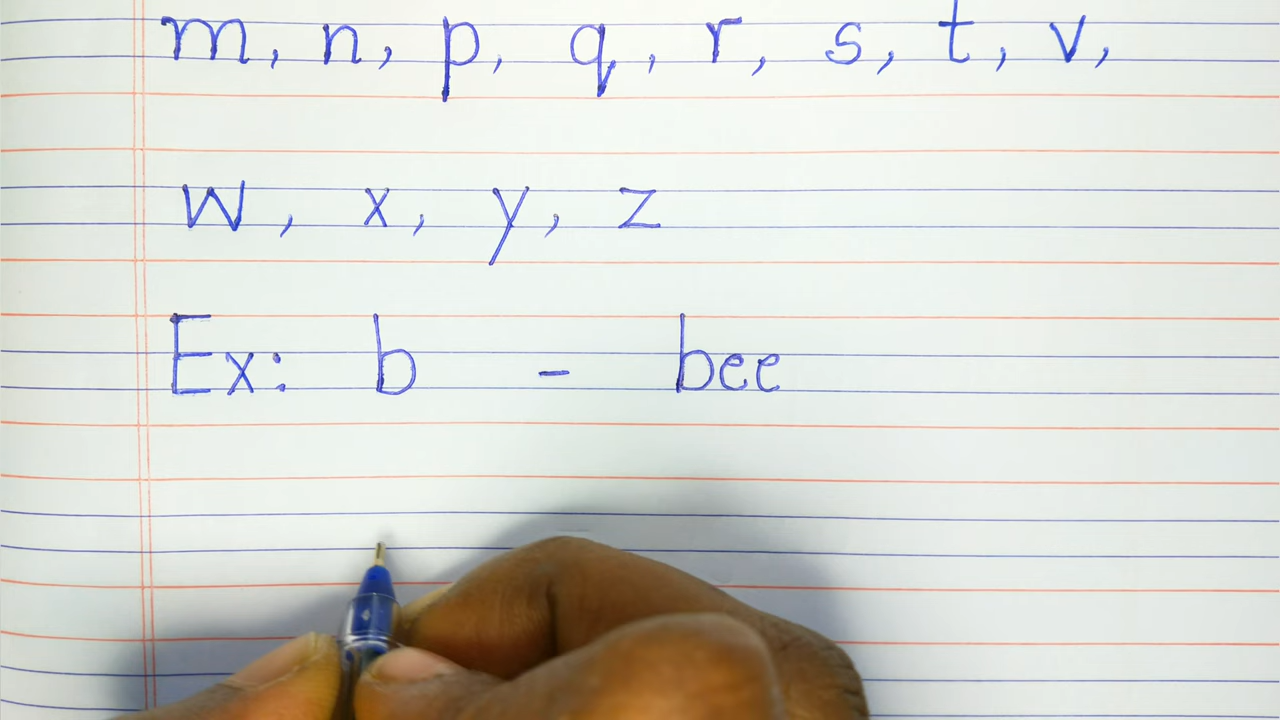 m, n, p, q, r, s, t, v,
w, x, y, z
Ex: b - bee